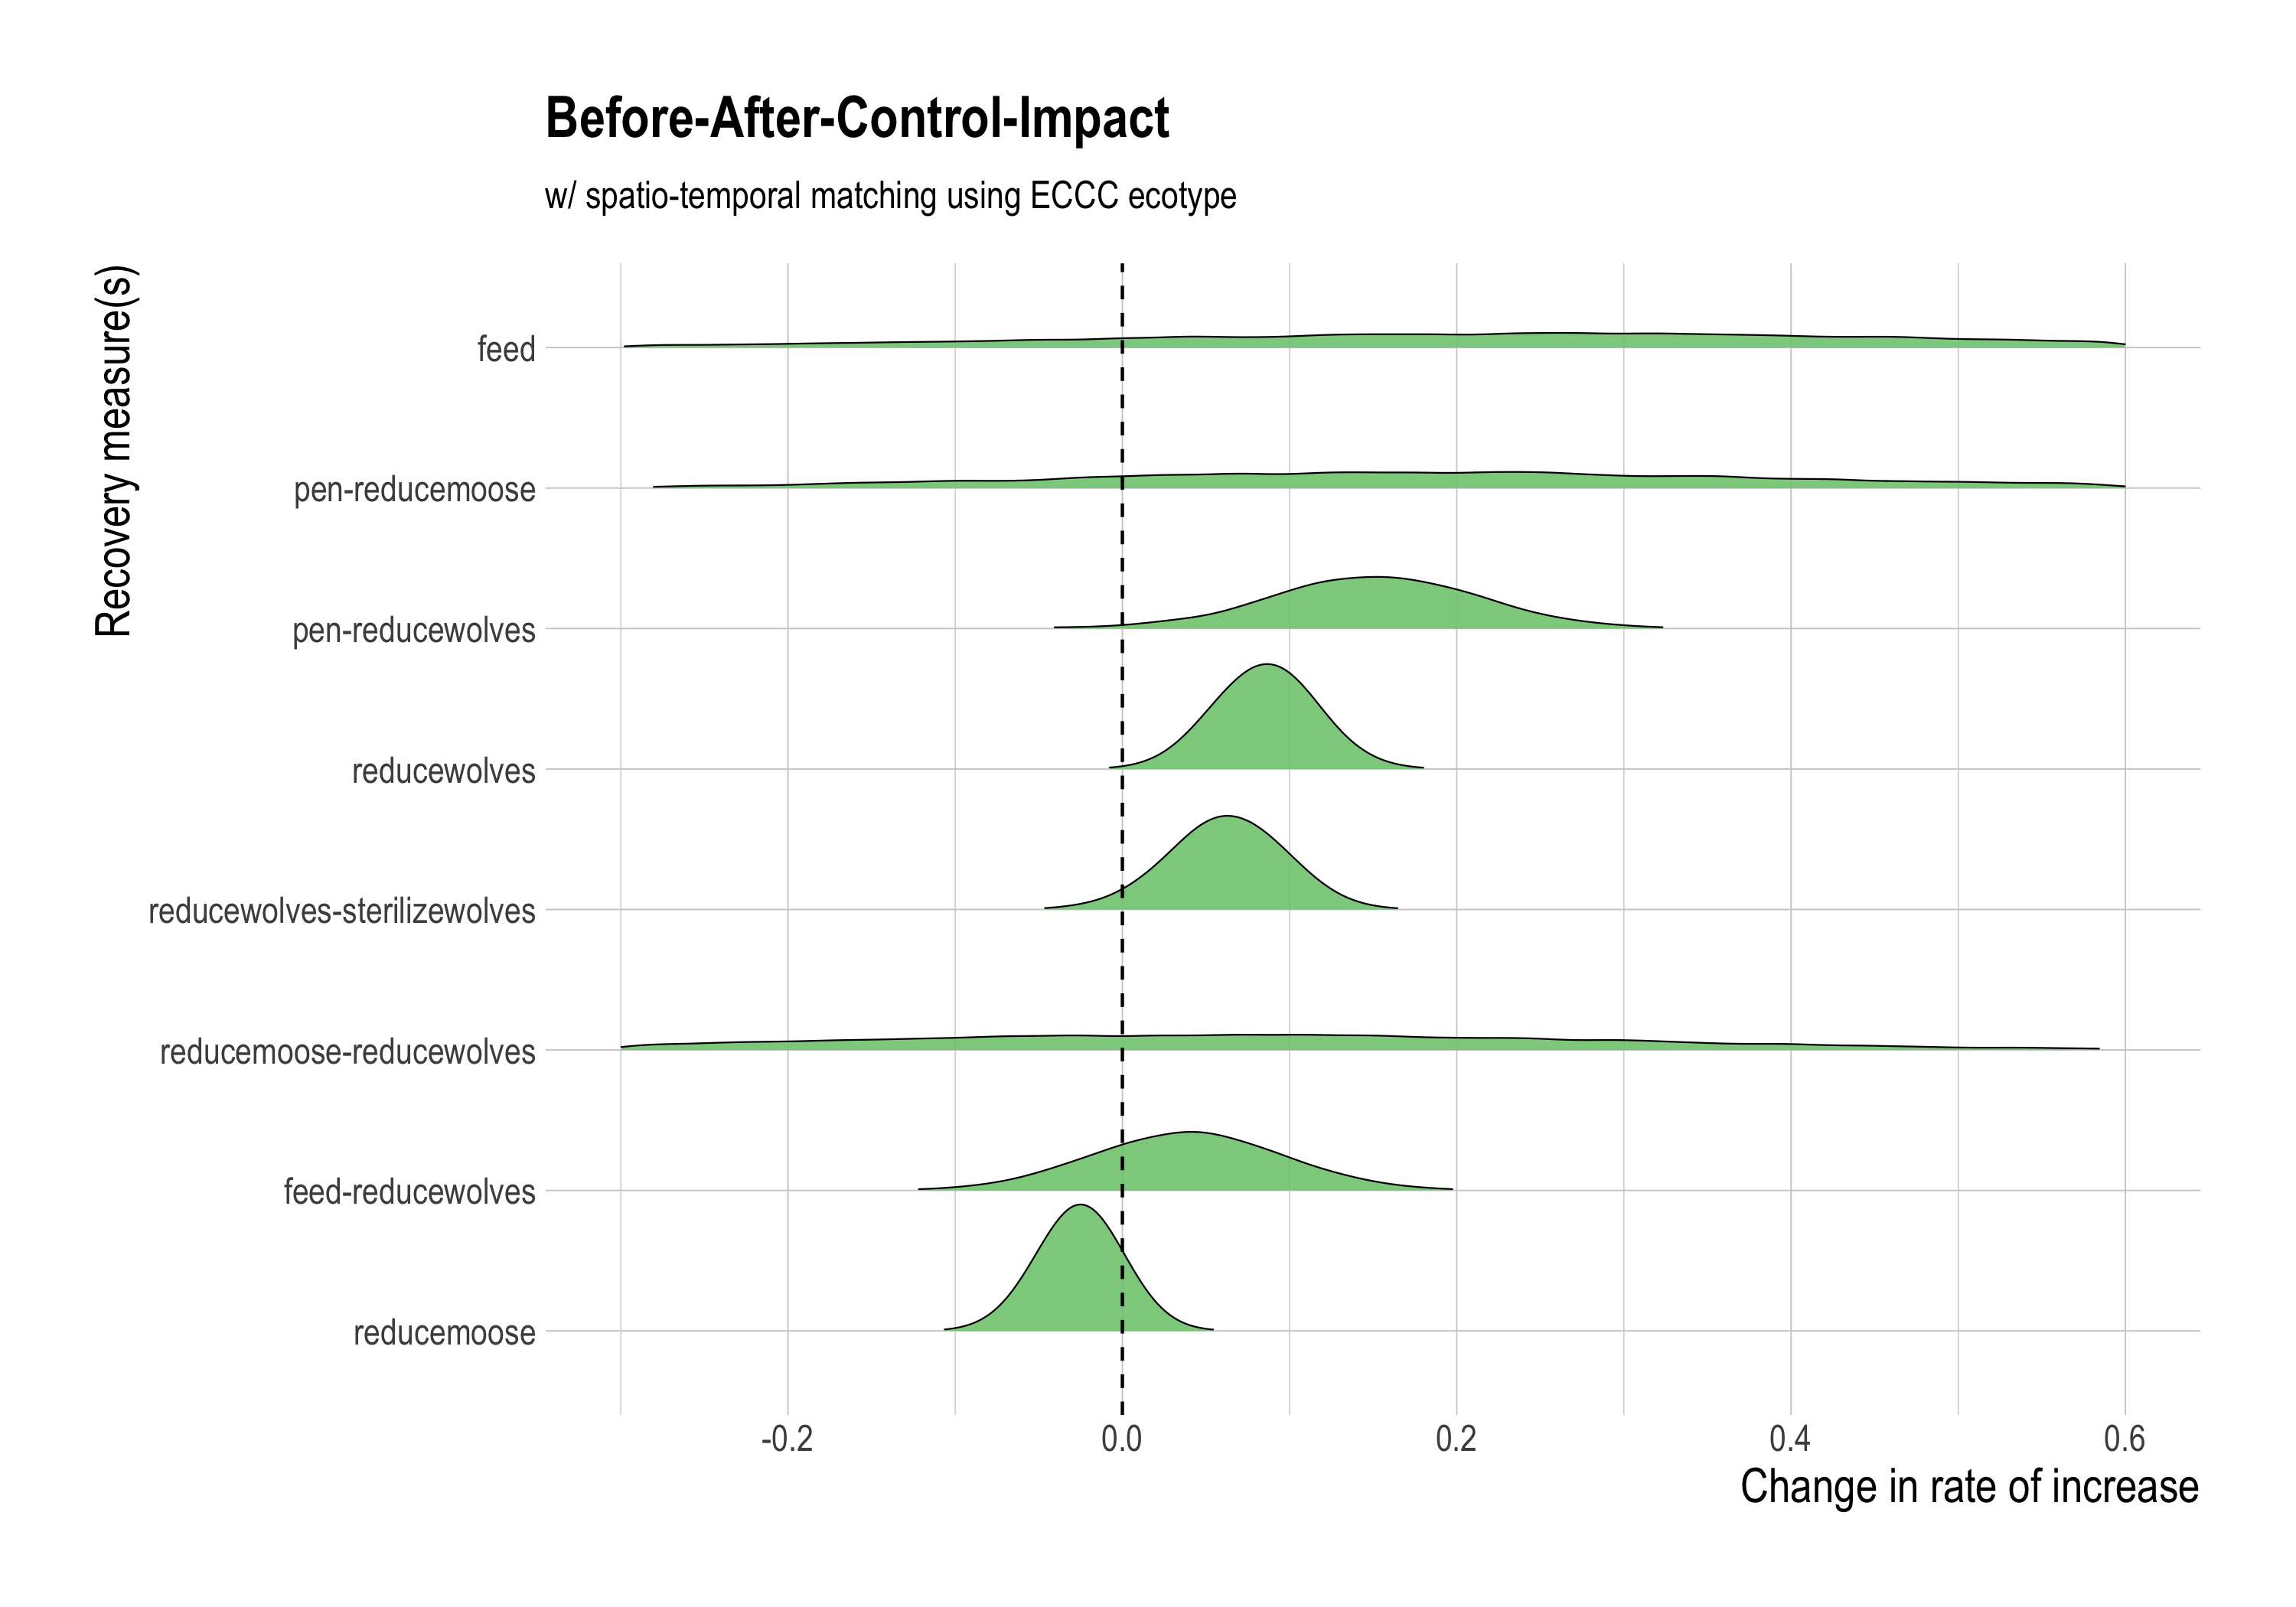 Before-After-Control-Impact
w/ spatio-temporal matching using ECCC ecotype
Recovery measure(s)
feed
pen-reducemoose
pen-reducewolves
reducewolves
reducewolves-sterilizewolves
reducemoose-reducewolves
feed-reducewolves
reducemoose
-0.2 0.0 0.2 0.4 0.6
Change in rate of increase